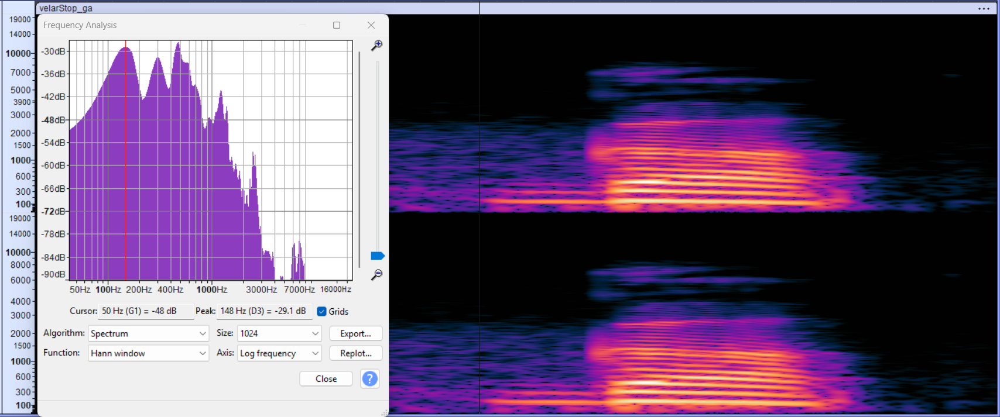 velarStop_ga
...
19000
14000
10000
7000
5000
3900
3000
2000
1500
1000
600
300
100
19000
14000
10000
8000
6000
4000
3000
2000
1500
1000
600
300
100
Frequency Analysis
-30dB
-36dB
-42dB
-48dB
-54dB
-60dB
-66dB
-72dB
-78dB
-84dB
-90dB
50Hz 100Hz 200Hz 400Hz 1000Hz 3000Hz 7000Hz 16000Hz
Cursor: 50 Hz (G1) = -48 dB Peak: 148 Hz (D3) = -29.1 dB Grids
Algorithm: Spectrum Size: 1024 Export...
Function: Hann window Axis: Log frequency Replot...
Close ?